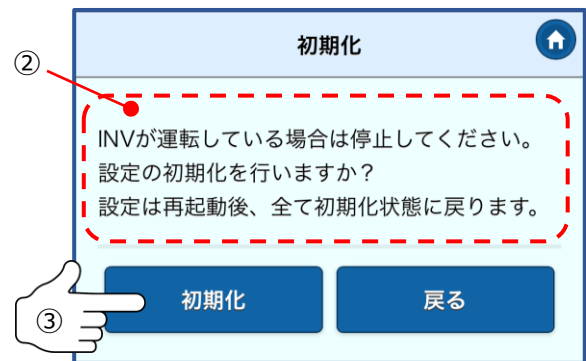 初期化
②
INVが運転している場合は停止してください。
設定の初期化を行いますか?
設定は再起動後、全て初期化状態に戻ります。
初期化
戻る
③